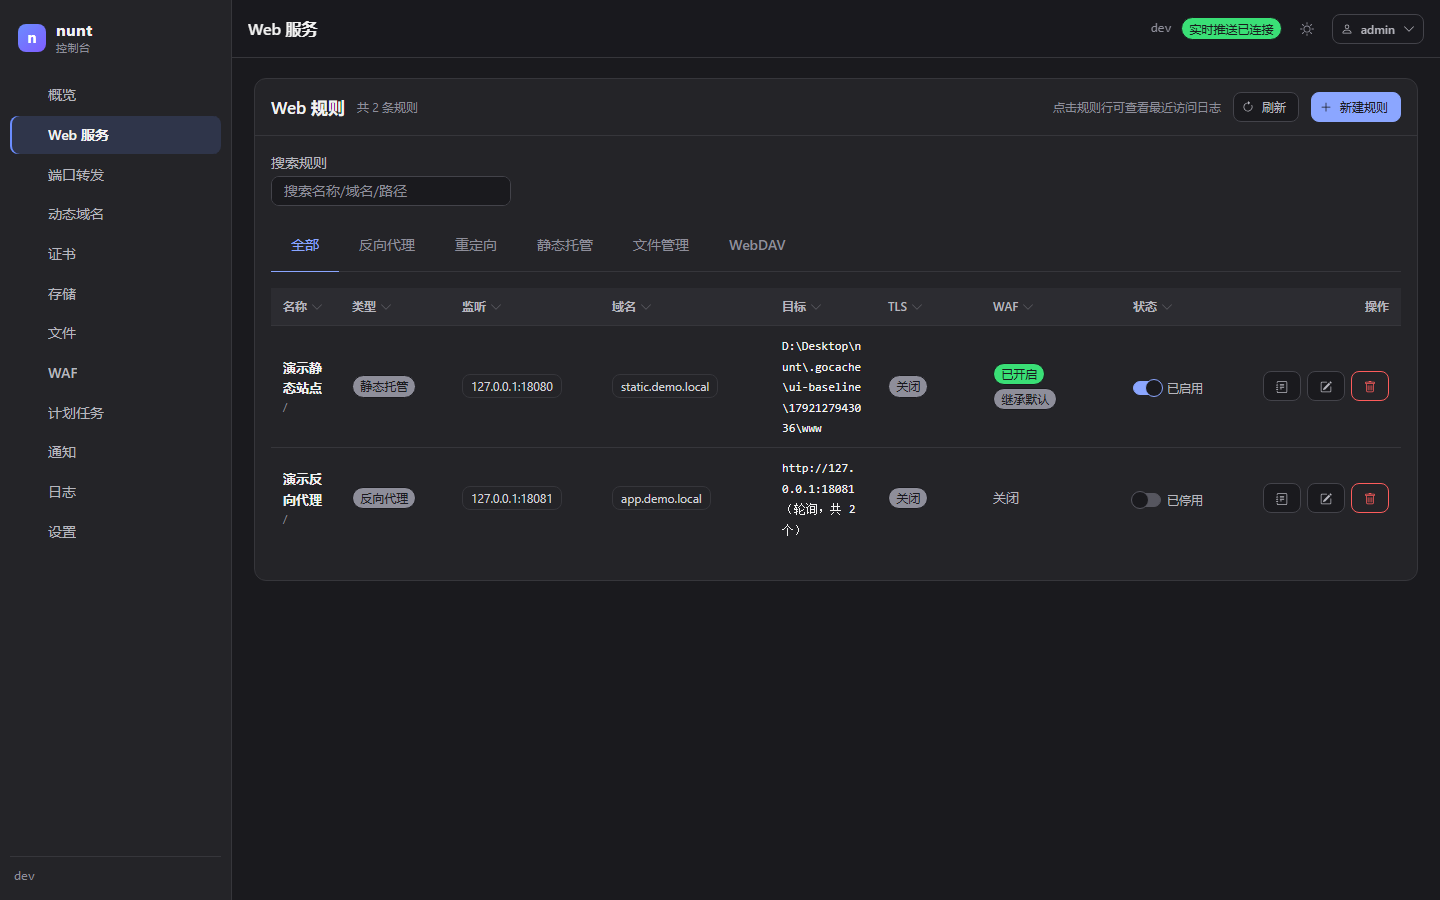 n
nunt
控制台
概览
Web 服务
端口转发
动态域名
证书
存储
文件
WAF
计划任务
通知
日志
设置
dev
Web 服务
dev
实时推送已连接
admin
Web 规则
共 2 条规则
点击规则行可查看最近访问日志
刷新
+ 新建规则
搜索规则
搜索名称/域名/路径
全部
反向代理
重定向
静态托管
文件管理
WebDAV
名称
类型
监听
域名
目标
TLS
WAF
状态
操作
演示静
态站点
/
静态托管
127.0.0.1:18080
static.demo.local
D:\Desktop\n
unt\.gocache
\ui-baseline
\17921279430
36\www
关闭
已开启
继承默认
已启用
演示反
向代理
/
反向代理
127.0.0.1:18081
app.demo.local
http://127.
0.0.1:18081
（轮询，共 2
个）
关闭
关闭
已停用